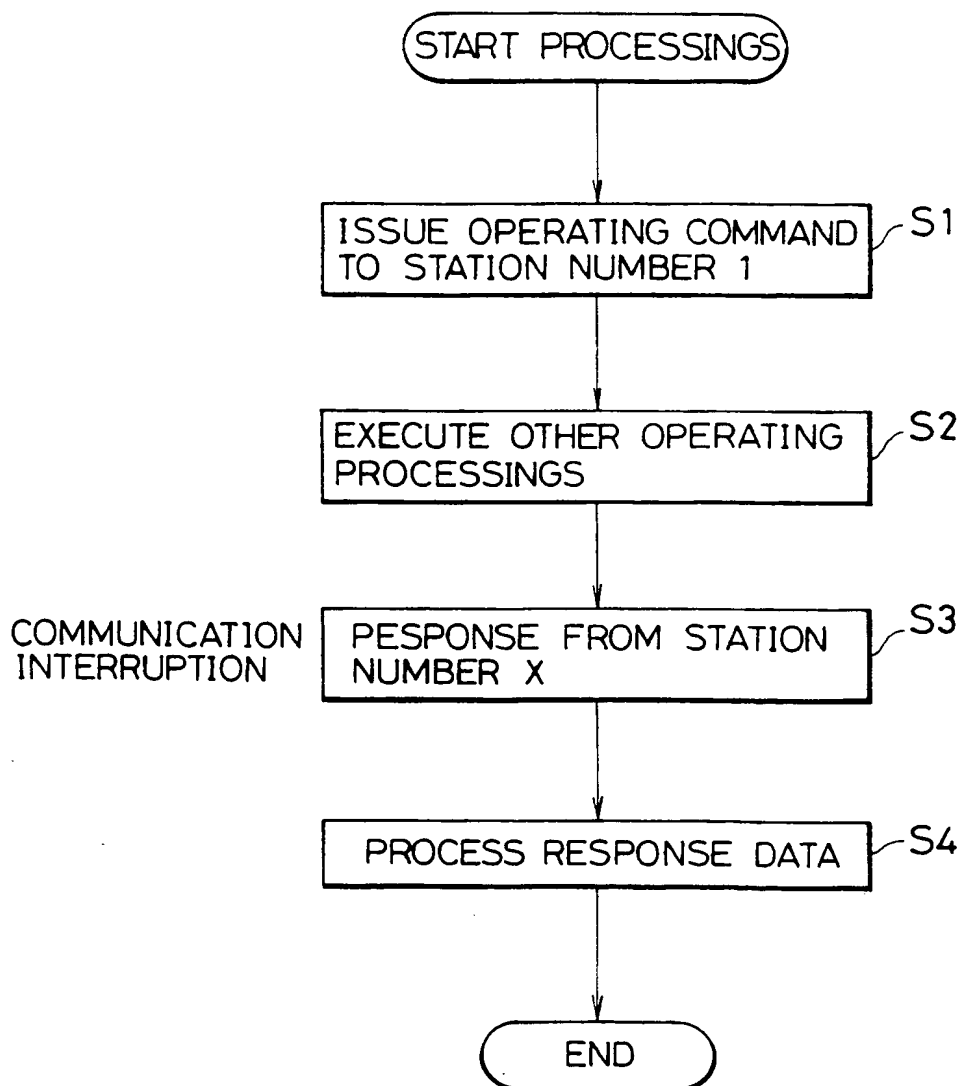 START PROCESSINGS
ISSUE OPERATING COMMAND
TO STATION NUMBER 1
S1
EXECUTE OTHER OPERATING
PROCESSINGS
S2
COMMUNICATION
INTERRUPTION
PESPONSE FROM STATION
NUMBER X
S3
PROCESS RESPONSE DATA
S4
END